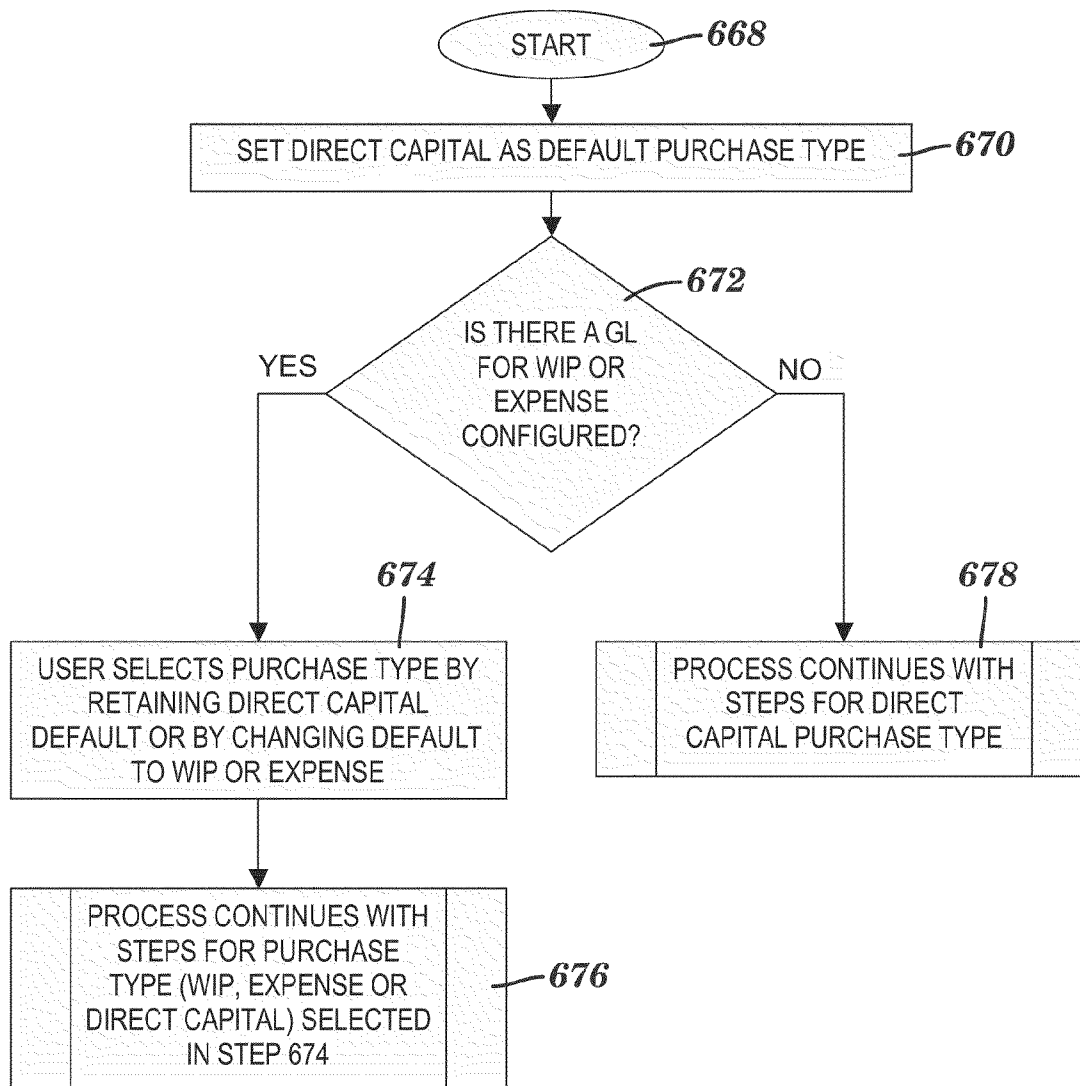 START
668
SET DIRECT CAPITAL AS DEFAULT PURCHASE TYPE
670
672
IS THERE A GL
FOR WIP OR
EXPENSE
CONFIGURED?
YES
NO
674
USER SELECTS PURCHASE TYPE BY
RETAINING DIRECT CAPITAL
DEFAULT OR BY CHANGING DEFAULT
TO WIP OR EXPENSE
678
PROCESS CONTINUES WITH
STEPS FOR DIRECT
CAPITAL PURCHASE TYPE
PROCESS CONTINUES WITH
STEPS FOR PURCHASE
TYPE (WIP, EXPENSE OR
DIRECT CAPITAL) SELECTED
IN STEP 674
676